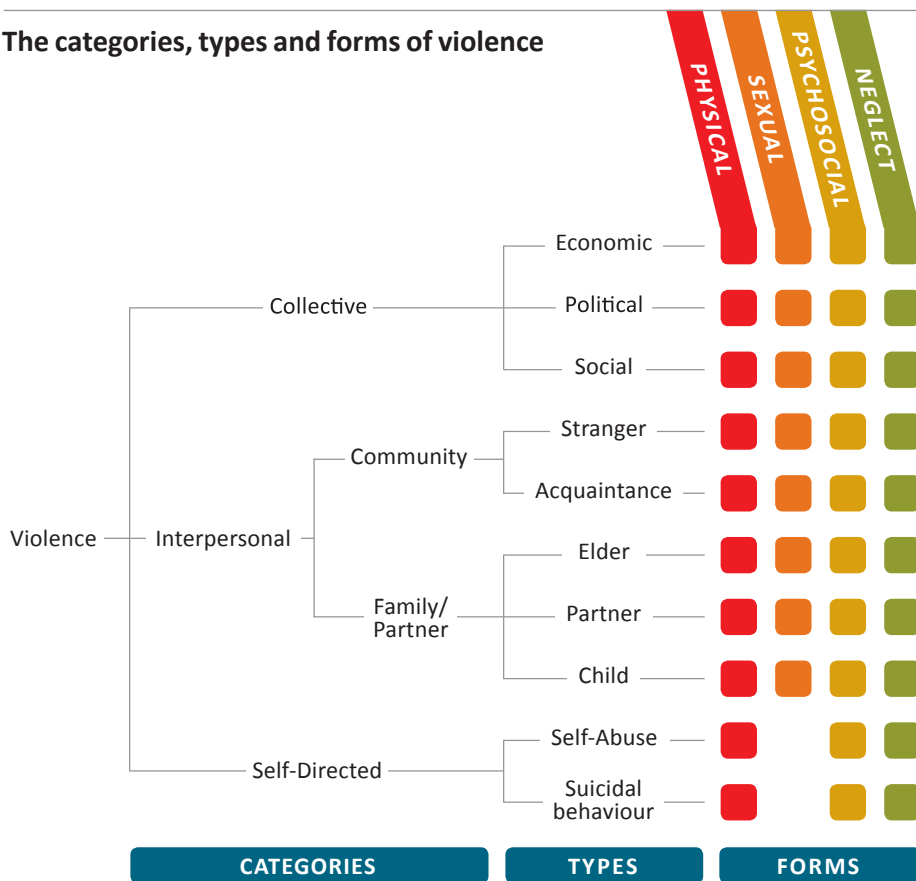 The categories, types and forms of violence
PHYSICAL
SEXUAL
PSYCHOSOCIAL
NEGLECT
Economic
Collective
Political
Social
Stranger
Community
Acquaintance
Violence
Interpersonal
Elder
Family/
Partner
Partner
Child
Self-Abuse
Self-Directed
Suicidal
behaviour
CATEGORIES
TYPES
FORMS